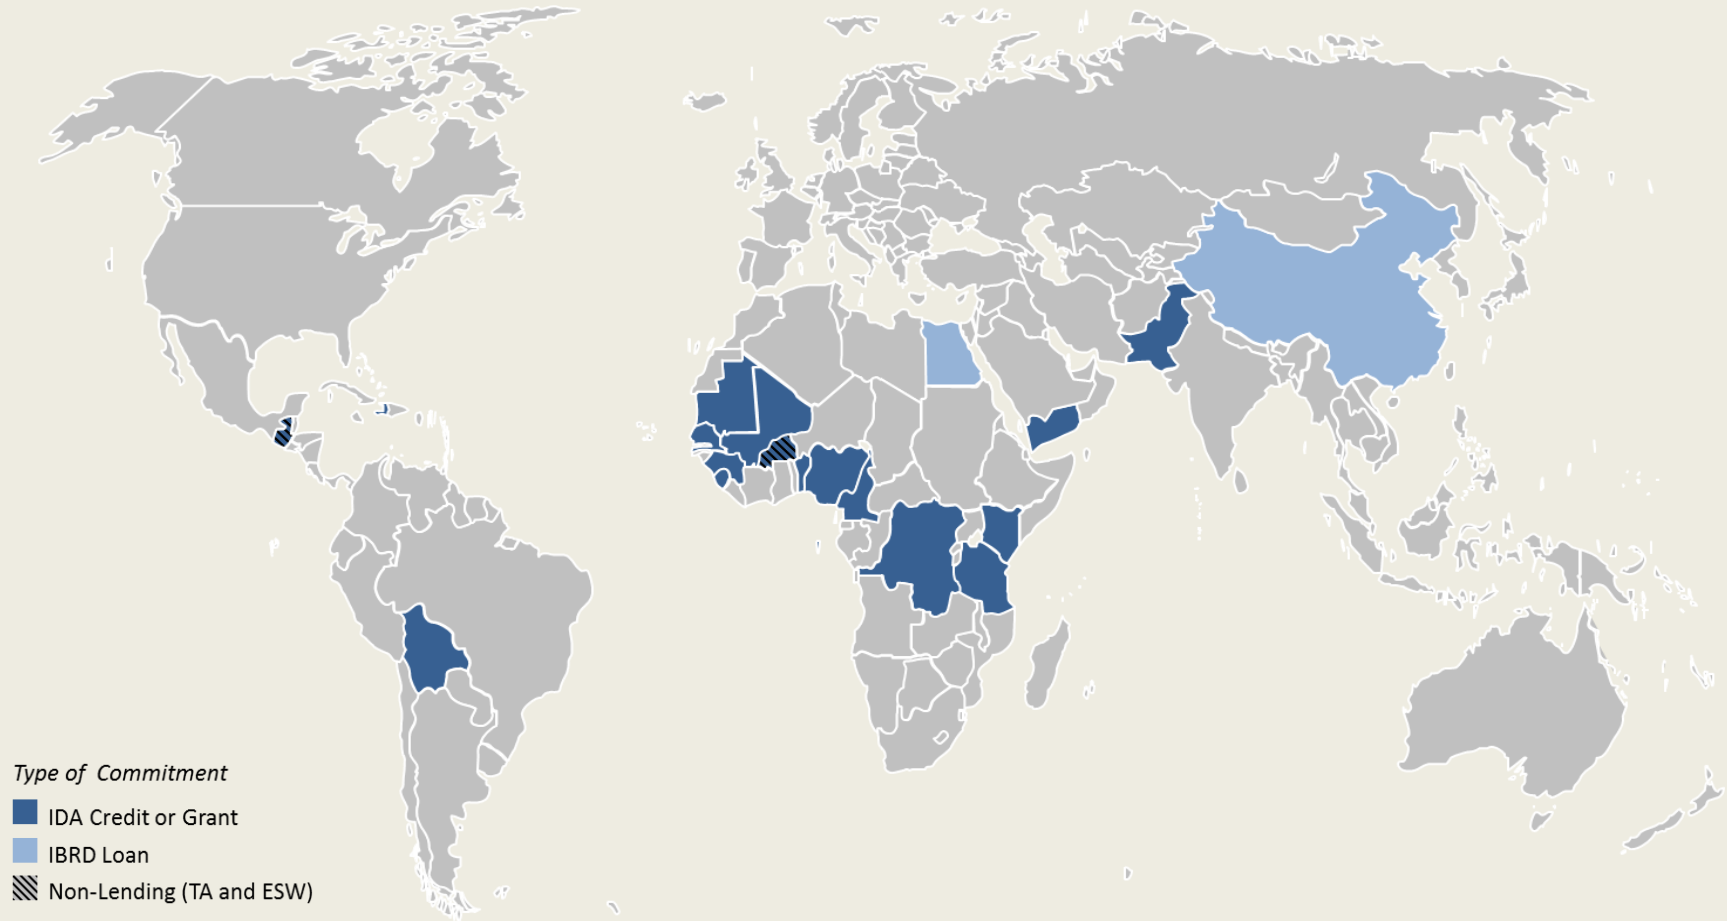 Type of Commitment
IDA Credit or Grant
IBRD Loan
Non-Lending (TA and ESW)